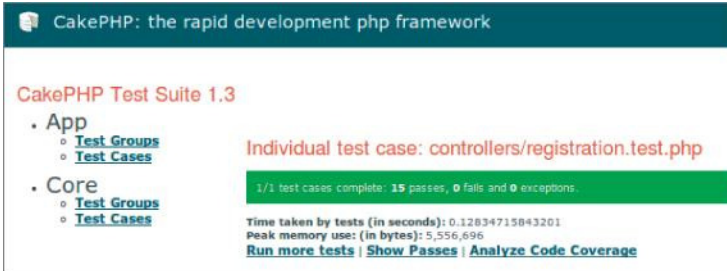 CakePHP: the rapid development php framework
CakePHP Test Suite 1.3
App
Test Groups
Test Cases
Core
Test Groups
Test Cases
Individual test case: controllers/registration.test.php
1/1 test cases complete: 15 passes, 0 fails and 0 exceptions.
Time taken by tests (in seconds): 0.12834715843201
Peak memory use: (in bytes): 5,556,696
Run more tests | Show Passes | Analyze Code Coverage